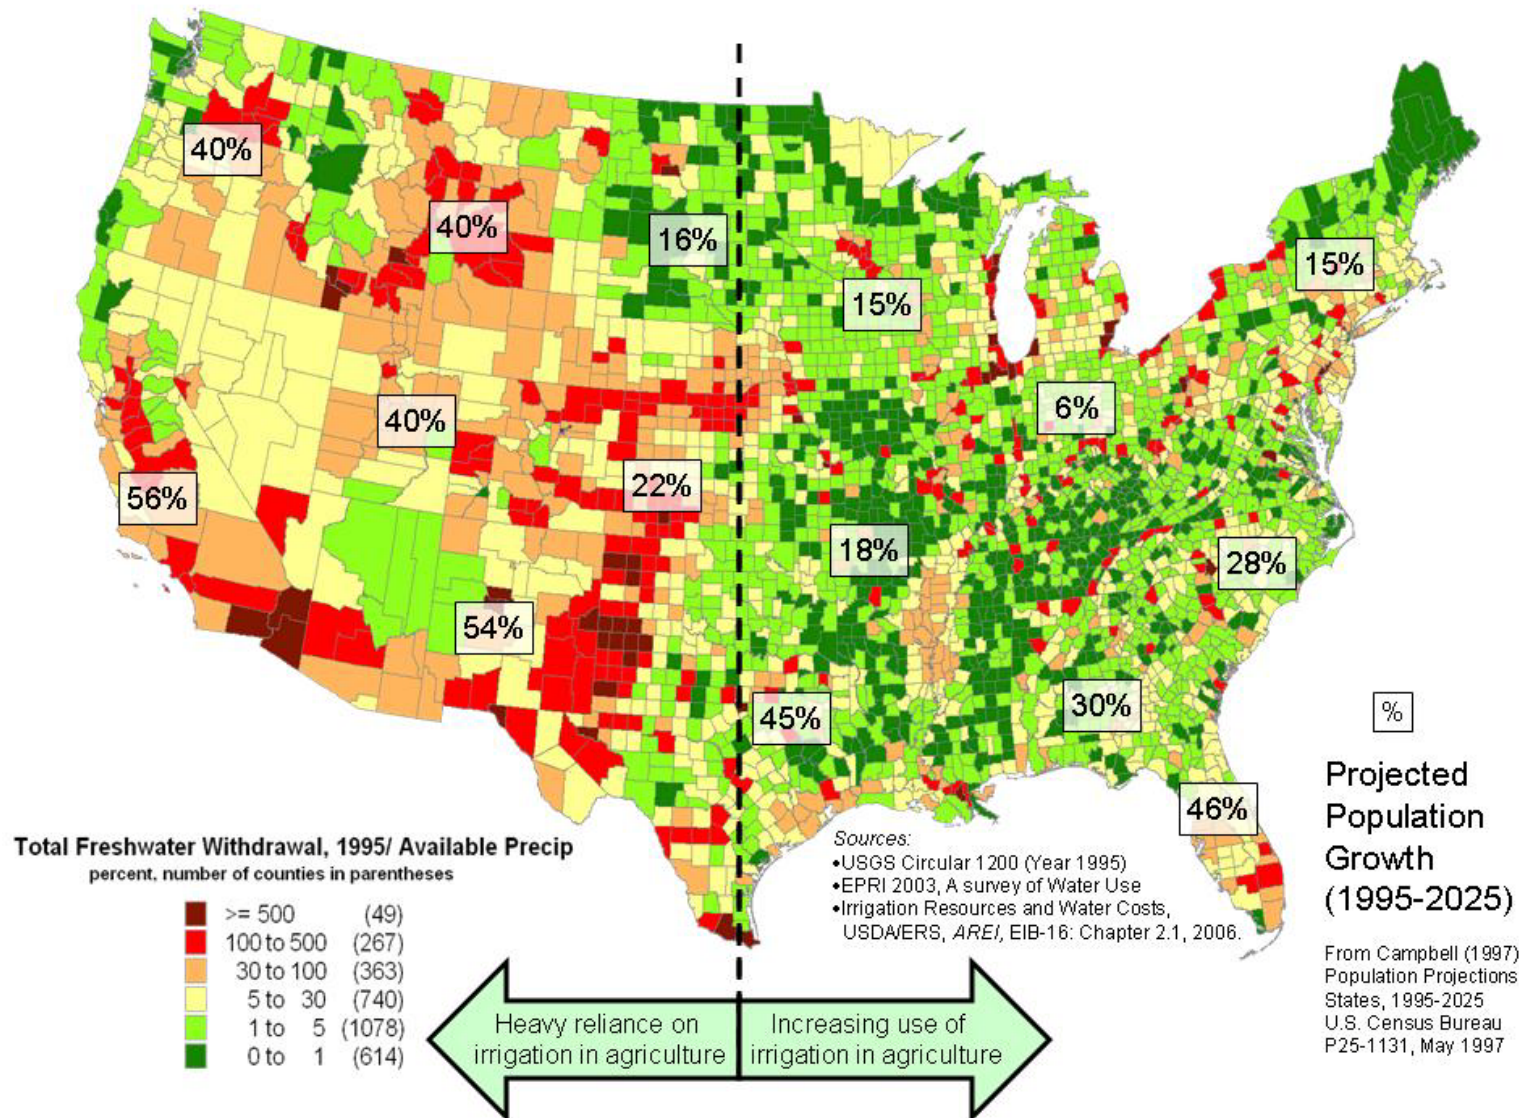 40%
40%
16%
15%
15%
40%
6%
56%
22%
18%
28%
54%
45%
30%
46%
%
Projected
Population
Growth
(1995-2025)
From Campbell (1997)
Population Projections
States, 1995-2025
U.S. Census Bureau
P25-1131, May 1997
Sources:
•USGS Circular 1200 (Year 1995)
•EPRI 2003, A survey of Water Use
•Irrigation Resources and Water Costs,
USDA/ERS, AREI, EIB-16: Chapter 2.1, 2006.
Total Freshwater Withdrawal, 1995/ Available Precip
percent, number of counties in parentheses
>= 500 (49)
100 to 500 (267)
30 to 100 (363)
5 to 30 (740)
1 to 5 (1078)
0 to 1 (614)
Heavy reliance on
irrigation in agriculture
Increasing use of
irrigation in agriculture